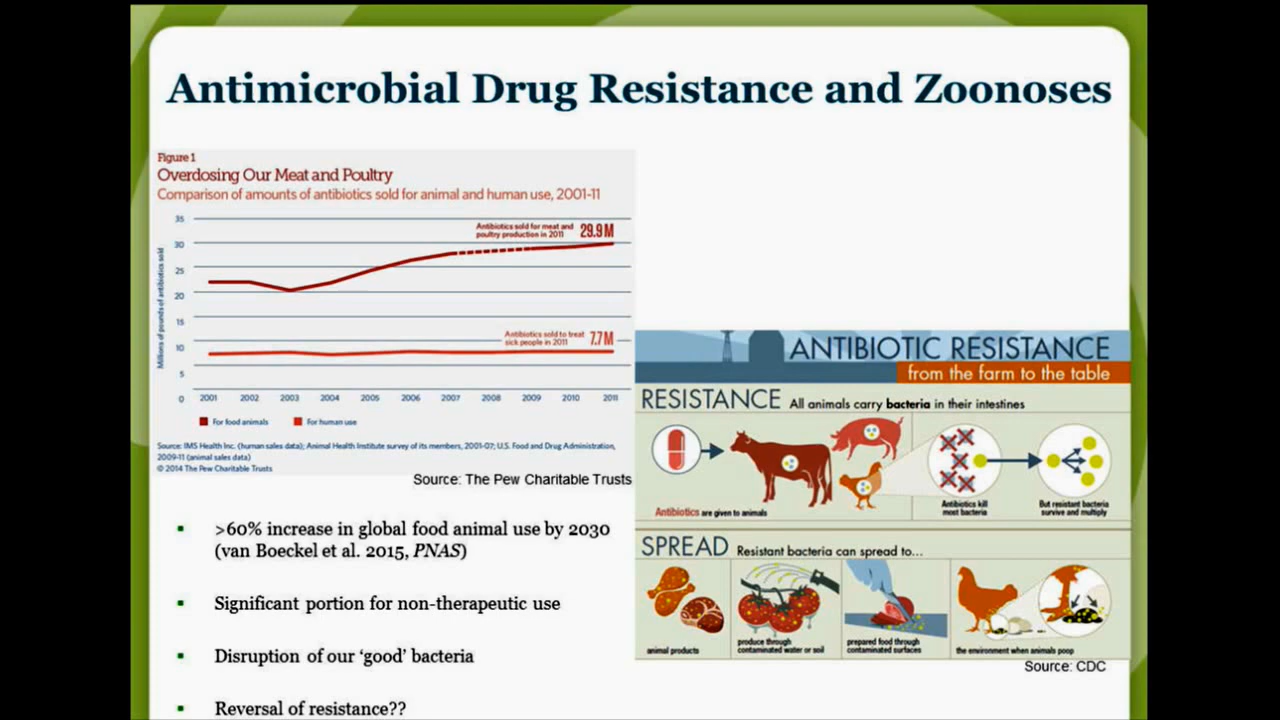 Antimicrobial Drug Resistance and Zoonoses
Figure 1
Overdosing Our Meat and Poultry
Comparison of amounts of antibiotics sold for animal and human use, 2001-11
Millions of pounds of antibiotics sold
35
30
25
20
15
10
5
0
Antibiotics sold for meat and
poultry production in 2011
29.9 M
Antibiotics sold to treat
sick people in 2011
7.7 M
2001 2002 2003 2004 2005 2006 2007 2008 2009 2010 2011
For food animals For human use
Source: IMS Health Inc. (human sales data); Animal Health Institute survey of its members, 2001-07; U.S. Food and Drug Administration,
2009-11 (animal sales data)
© 2014 The Pew Charitable Trusts
Source: The Pew Charitable Trusts
>60% increase in global food animal use by 2030
(van Boeckel et al. 2015, PNAS)
Significant portion for non-therapeutic use
Disruption of our ‘good’ bacteria
Reversal of resistance??
ANTIBIOTIC RESISTANCE
from the farm to the table
RESISTANCE All animals carry bacteria in their intestines
Antibiotics are given to animals
Antibiotics kill
most bacteria
But resistant bacteria
survive and multiply
SPREAD Resistant bacteria can spread to...
animal products
produce through
contaminated water or soil
prepared food through
contaminated surfaces
the environment when animals poop
Source: CDC